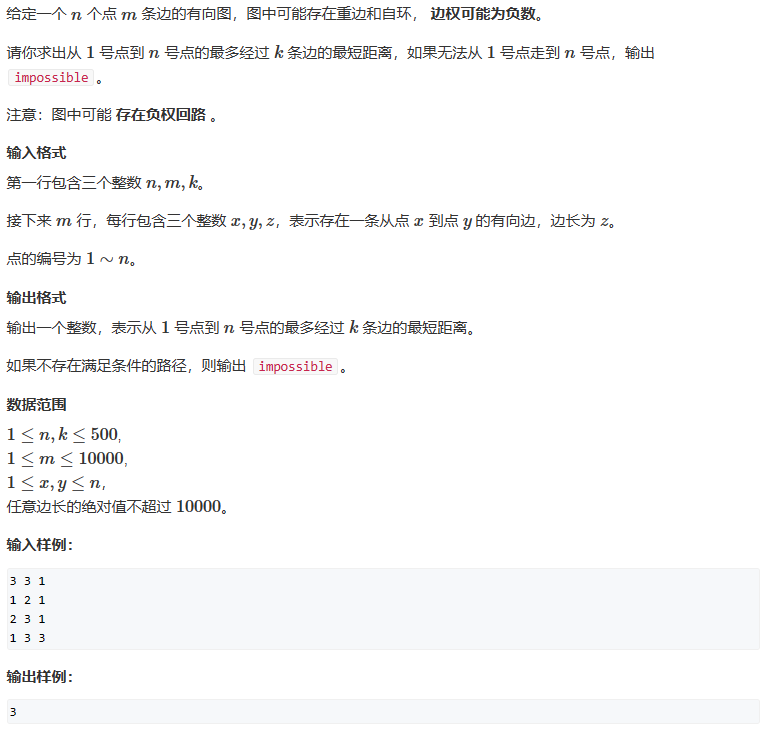 给定一个 n 个点 m 条边的有向图，图中可能存在重边和自环， 边权可能为负数。
请你求出从 1 号点到 n 号点的最多经过 k 条边的最短距离，如果无法从 1 号点走到 n 号点，输出
impossible 。
注意：图中可能 存在负权回路 。
输入格式
第一行包含三个整数 n, m, k。
接下来 m 行，每行包含三个整数 x, y, z，表示存在一条从点 x 到点 y 的有向边，边长为 z。
点的编号为 1 ∼ n。
输出格式
输出一个整数，表示从 1 号点到 n 号点的最多经过 k 条边的最短距离。
如果不存在满足条件的路径，则输出 impossible 。
数据范围
1 ≤ n, k ≤ 500,
1 ≤ m ≤ 10000,
1 ≤ x, y ≤ n,
任意边长的绝对值不超过 10000。
输入样例：
3 3 1
1 2 1
2 3 1
1 3 3
输出样例：
3